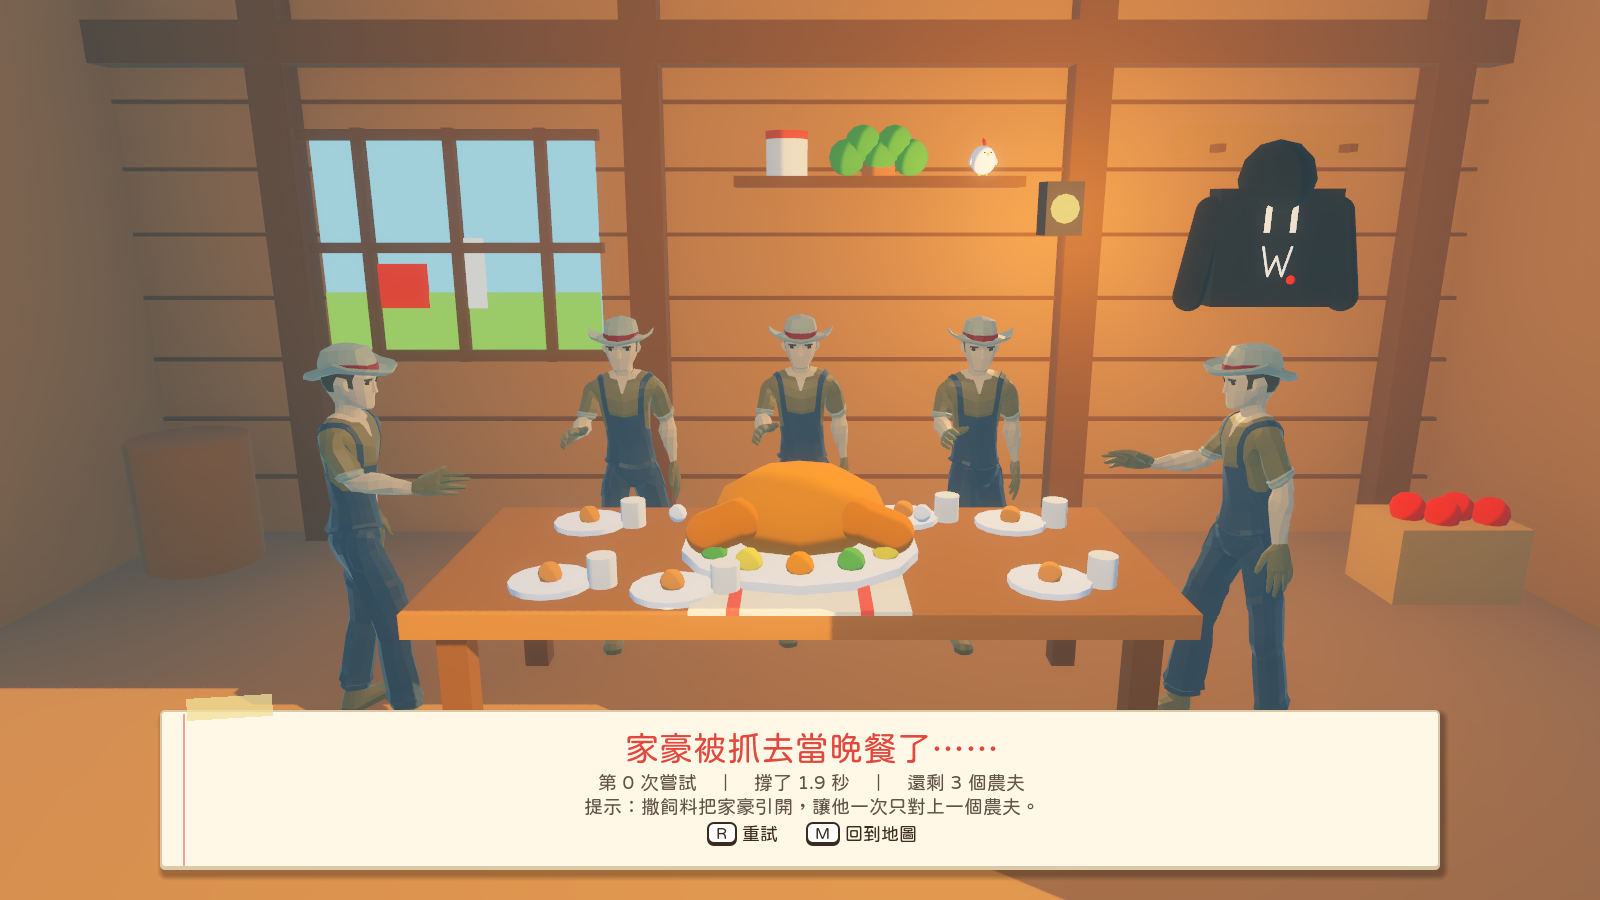 W.
家豪被抓去當晚餐了……
第 0 次嘗試 | 撐了 1.9 秒 | 還剩 3 個農夫
提示：撒飼料把家豪引開，讓他一次只對上一個農夫。
R 重試 M 回到地圖